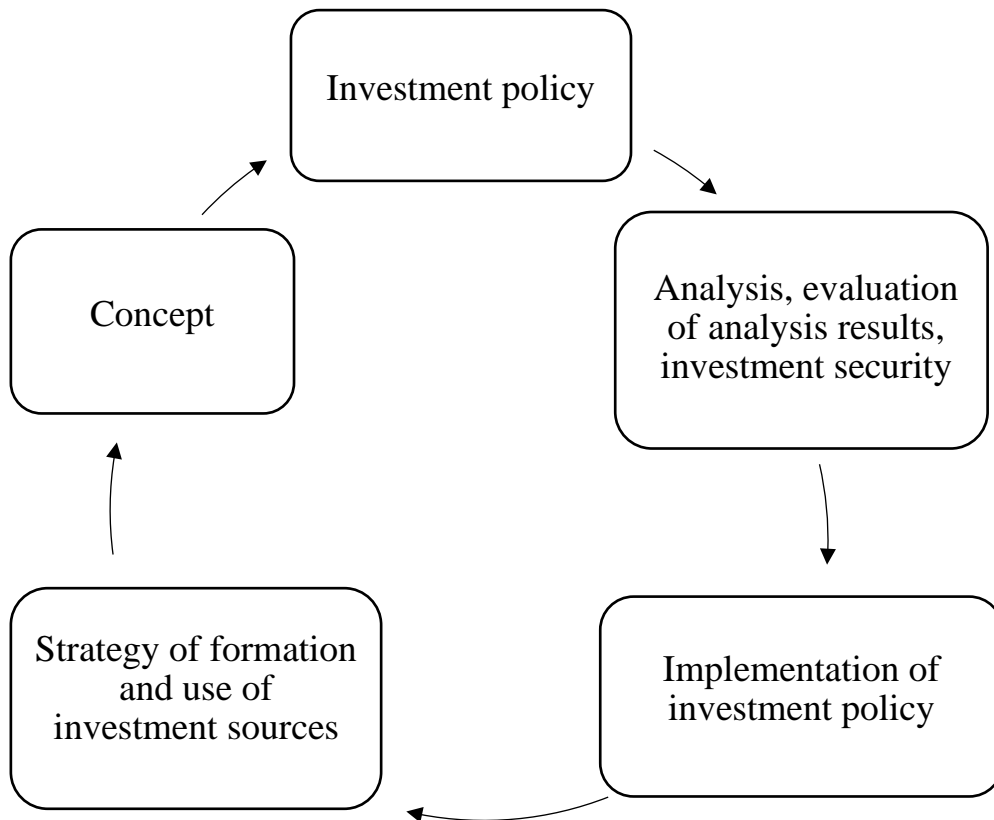 Investment policy
Analysis, evaluation
of analysis results,
investment security
Concept
Strategy of formation
and use of
investment sources
Implementation of
investment policy